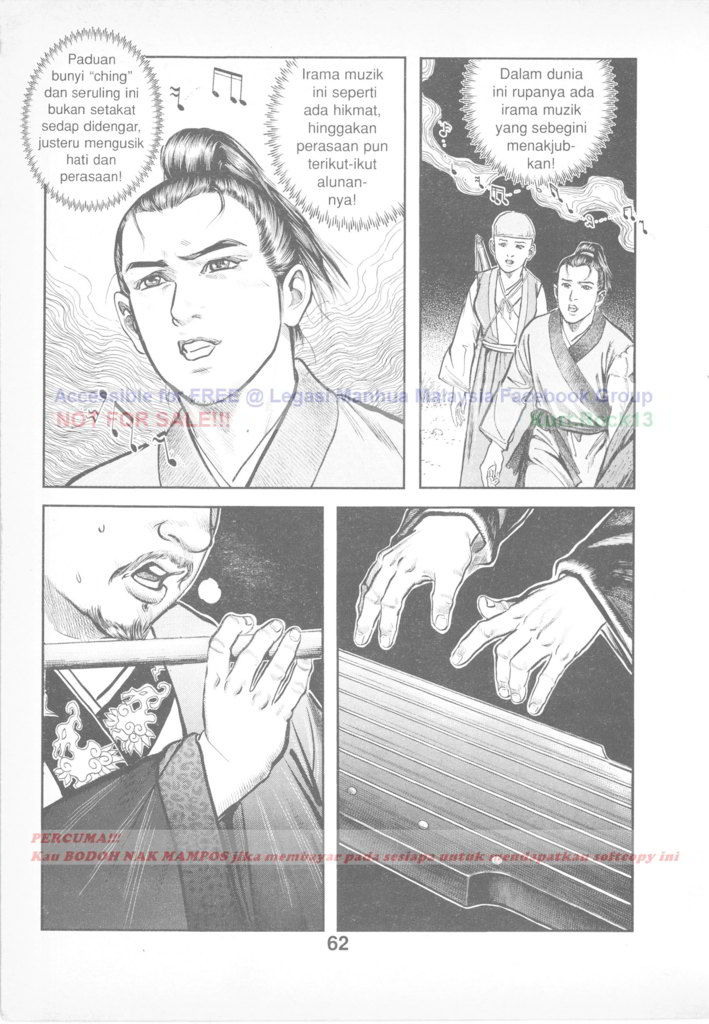 Paduan
bunyi "ching"
dan seruling ini
bukan setakat
sedap didengar,
justeru mengusik
hati dan
perasaan!
Irama muzik
ini seperti
ada hikmat,
hinggakan
perasaan pun
terikut-ikut
alunan-
nya!
Dalam dunia
ini rupanya ada
irama muzik
yang sebegini
menakjub-
kan!
Accessible for FREE @ Legasi Manhua Malaysia Facebook Group
NOT FOR SALE!!!
PERCUMA!!!
Kau BODOH NAK MAMPOS jika membayar pada sesiapa untuk mendapatkan softcopy ini
62